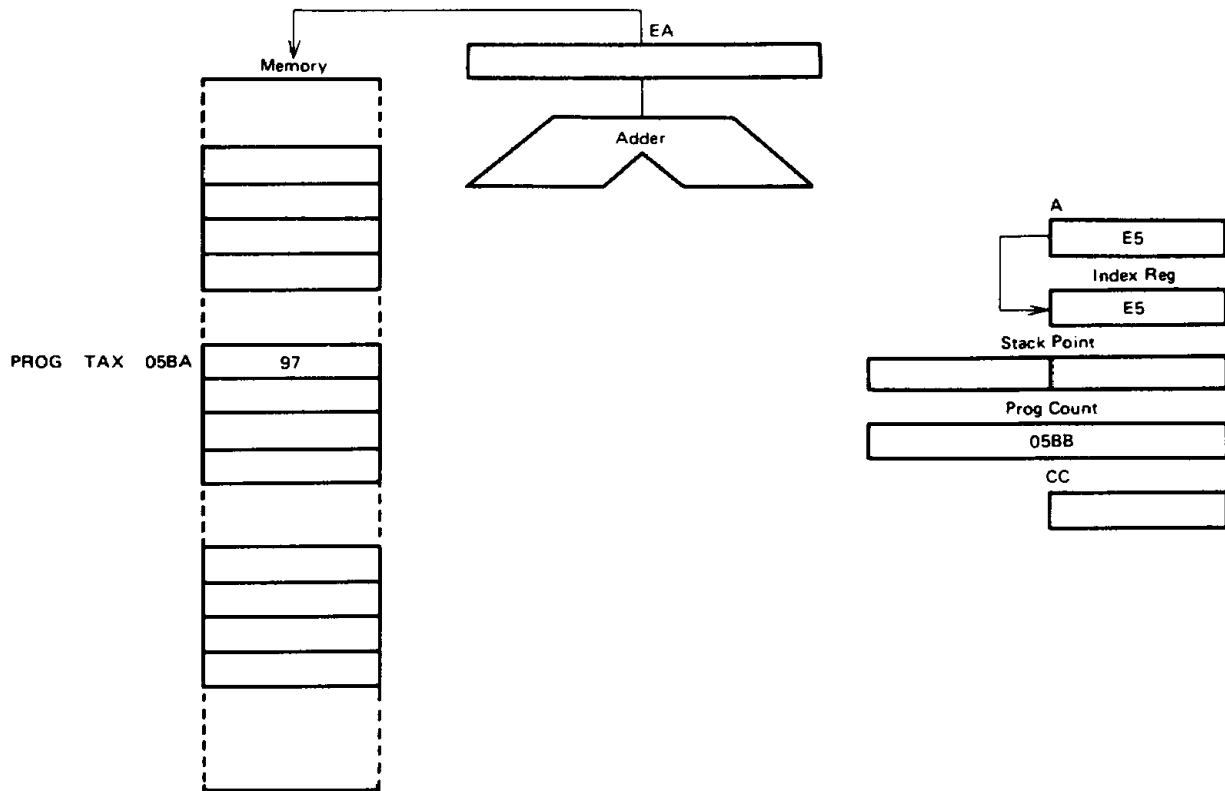 EA
Memory
Adder
A
E5
Index Reg
E5
Stack Point
PROG TAX 05BA 97
Prog Count
05BB
CC